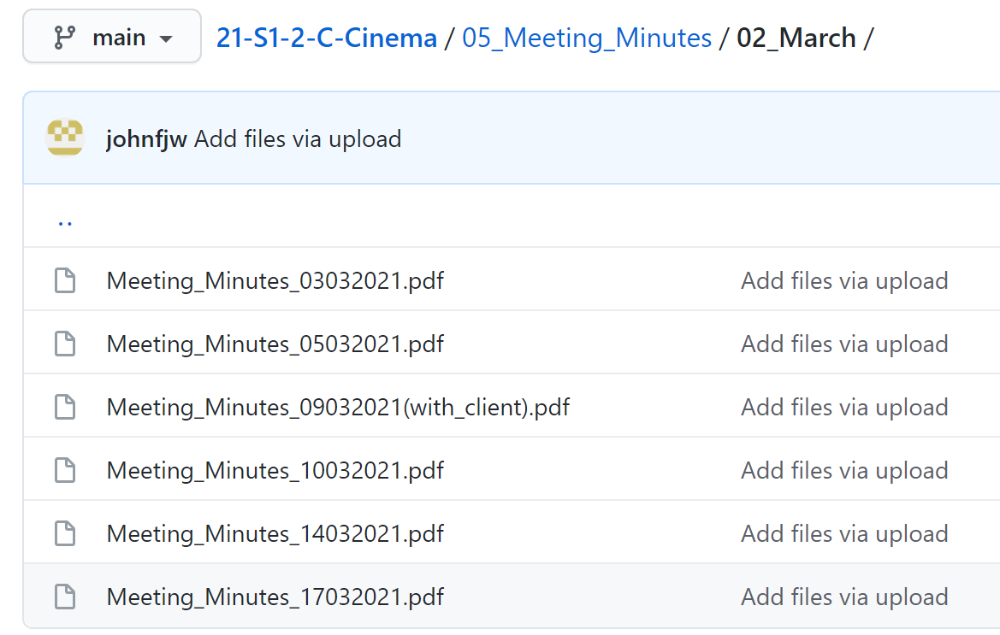 main 21-S1-2-C-Cinema / 05_Meeting_Minutes / 02_March /
johnfjw Add files via upload
..
Meeting_Minutes_03032021.pdf Add files via upload
Meeting_Minutes_05032021.pdf Add files via upload
Meeting_Minutes_09032021(with_client).pdf Add files via upload
Meeting_Minutes_10032021.pdf Add files via upload
Meeting_Minutes_14032021.pdf Add files via upload
Meeting_Minutes_17032021.pdf Add files via upload